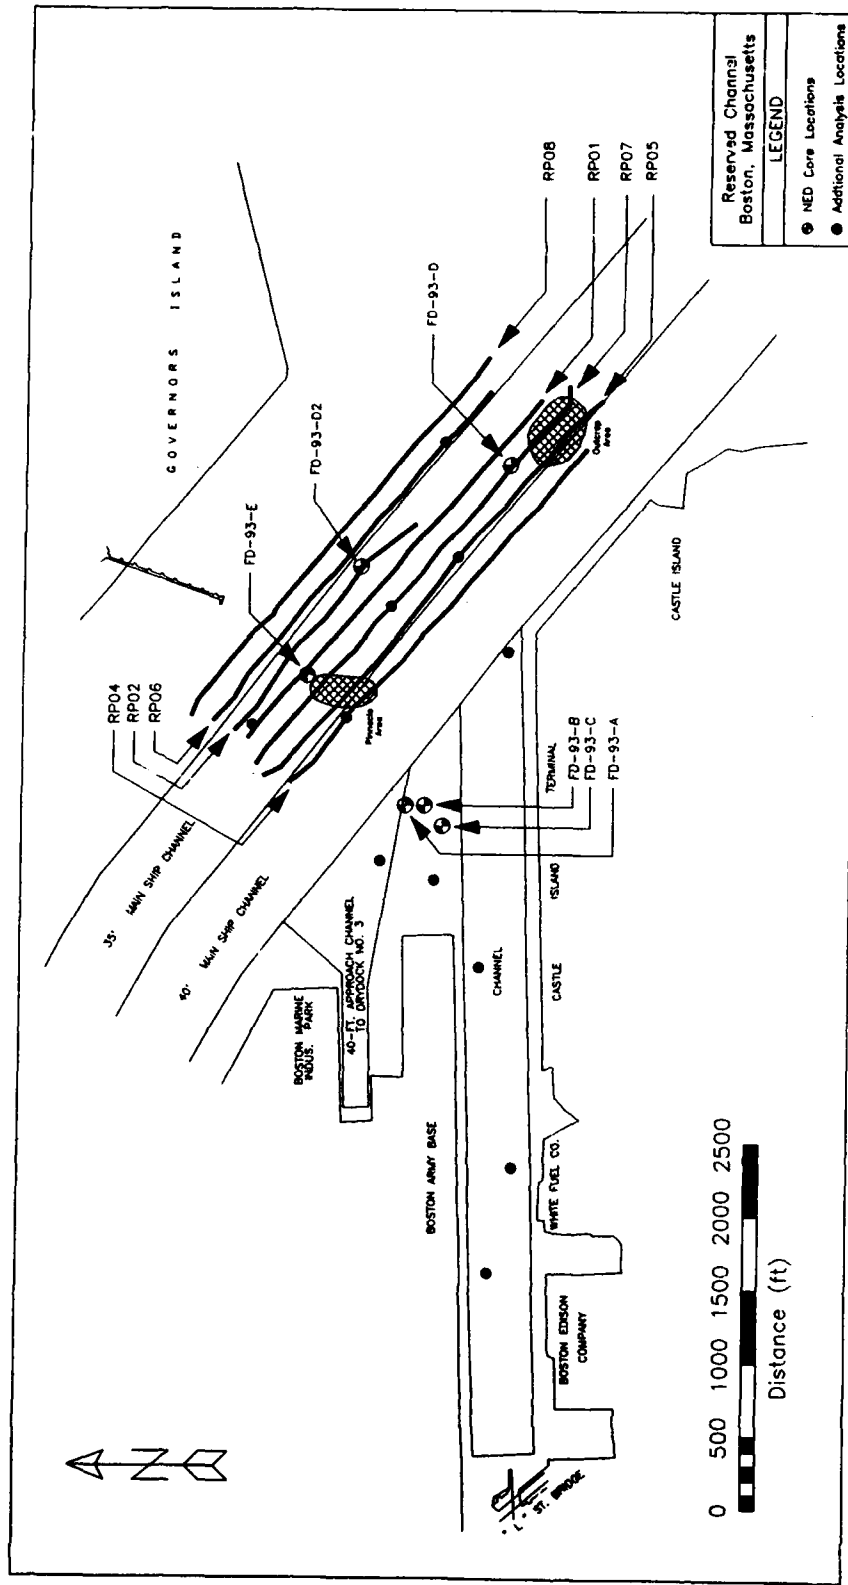 GOVERNORS ISLAND
RP04
RP02
RP06
FD-93-E
FD-93-D2
FD-93-D
RP08
RP01
RP07
RP05
35' MAIN SHIP CHANNEL
40' MAIN SHIP CHANNEL
Pinnacle
Area
Outcrop
Area
BOSTON MARINE
INDUS. PARK
40-FT. APPROACH CHANNEL
TO DRYDOCK NO. 3
BOSTON ARMY BASE
CHANNEL
CASTLE ISLAND TERMINAL
FD-93-B
FD-93-C
FD-93-A
CASTLE ISLAND
WHITE FUEL CO.
BOSTON EDISON
COMPANY
"L" ST. BRIDGE
N
0 500 1000 1500 2000 2500
Distance (ft)
Reserved Channel
Boston, Massachusetts
LEGEND
NED Core Locations
Addtional Analysis Locations